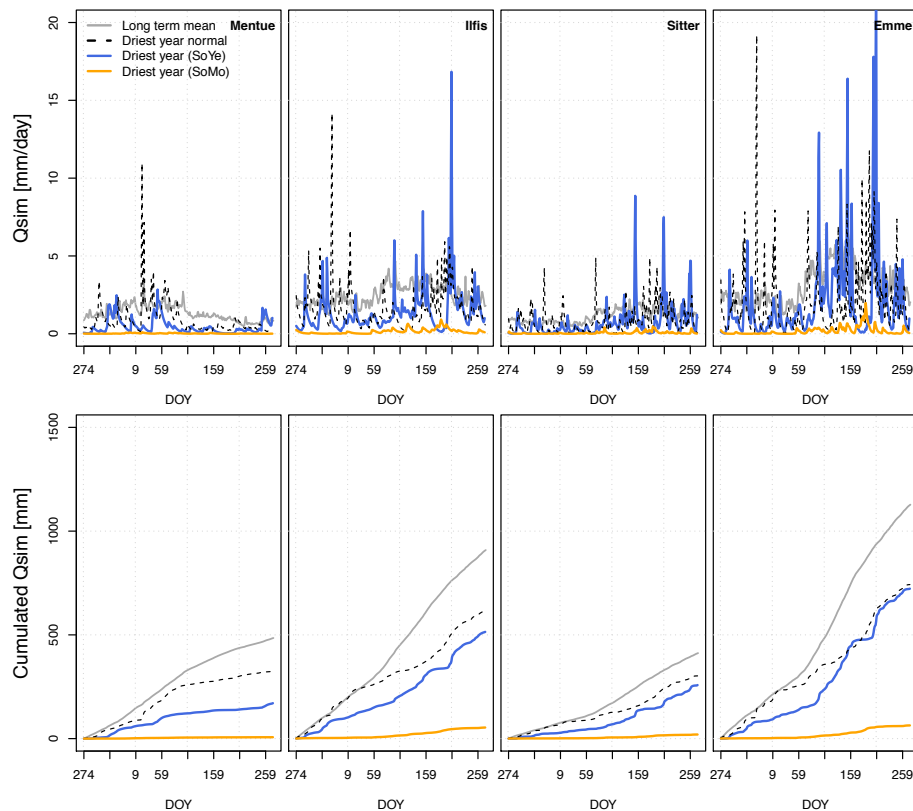 Qsim [mm/day]
20
15
10
5
0
Long term mean
Driest year normal
Driest year (SoYe)
Driest year (SoMo)
Mentue
Ilfis
Sitter
Emme
274 9 59 159 259
274 9 59 159 259
274 9 59 159 259
274 9 59 159 259
DOY
DOY
DOY
DOY
Cumulated Qsim [mm]
1500
1000
500
0
274 9 59 159 259
274 9 59 159 259
274 9 59 159 259
274 9 59 159 259
DOY
DOY
DOY
DOY